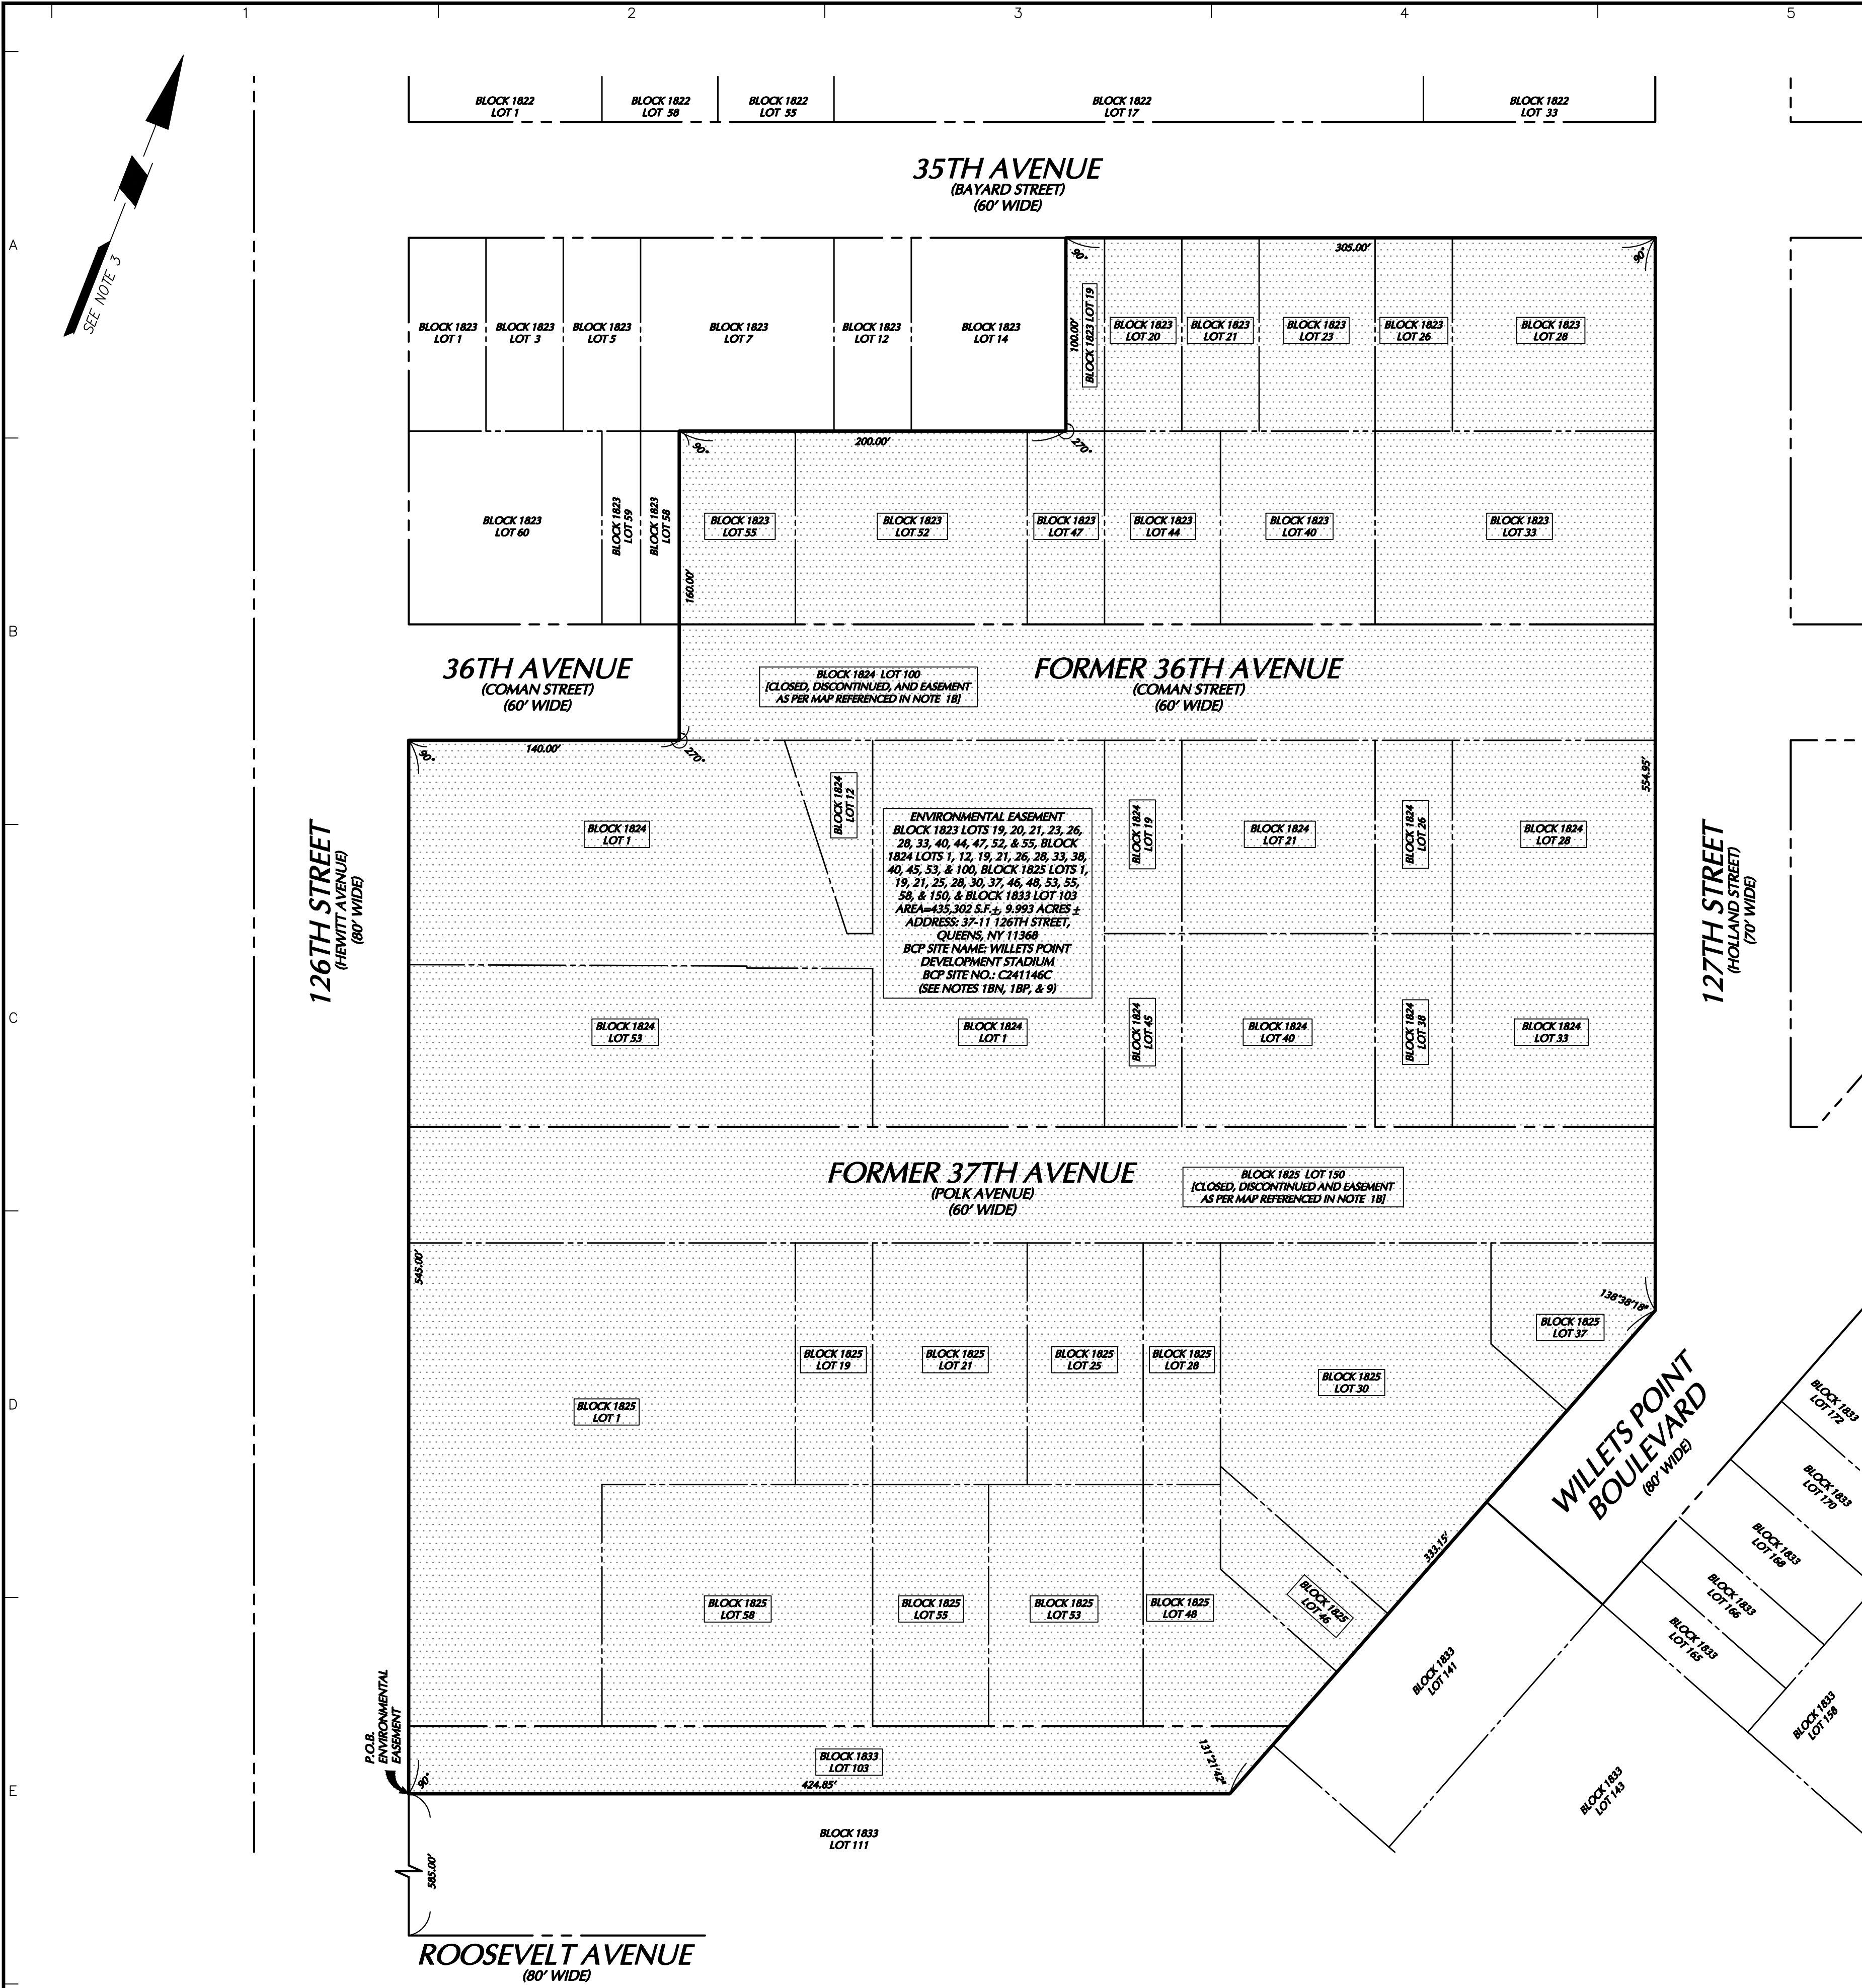 1
2
3
4
5
A
B
C
D
E
SEE NOTE 3
BLOCK 1822
LOT 1
BLOCK 1822
LOT 58
BLOCK 1822
LOT 55
BLOCK 1822
LOT 17
BLOCK 1822
LOT 33
35TH AVENUE
(BAYARD STREET)
(60' WIDE)
90°
305.00'
90°
BLOCK 1823
LOT 1
BLOCK 1823
LOT 3
BLOCK 1823
LOT 5
BLOCK 1823
LOT 7
BLOCK 1823
LOT 12
BLOCK 1823
LOT 14
100.00'
BLOCK 1823 LOT 19
BLOCK 1823
LOT 20
BLOCK 1823
LOT 21
BLOCK 1823
LOT 23
BLOCK 1823
LOT 26
BLOCK 1823
LOT 28
90°
200.00'
270°
BLOCK 1823
LOT 60
BLOCK 1823
LOT 59
BLOCK 1823
LOT 58
BLOCK 1823
LOT 55
BLOCK 1823
LOT 52
BLOCK 1823
LOT 47
BLOCK 1823
LOT 44
BLOCK 1823
LOT 40
BLOCK 1823
LOT 33
160.00'
36TH AVENUE
(COMAN STREET)
(60' WIDE)
BLOCK 1824 LOT 100
[CLOSED, DISCONTINUED, AND EASEMENT
AS PER MAP REFERENCED IN NOTE 1B]
FORMER 36TH AVENUE
(COMAN STREET)
(60' WIDE)
90°
140.00'
270°
554.95'
126TH STREET
(HEWITT AVENUE)
(80' WIDE)
BLOCK 1824
LOT 1
BLOCK 1824
LOT 12
ENVIRONMENTAL EASEMENT
BLOCK 1823 LOTS 19, 20, 21, 23, 26,
28, 33, 40, 44, 47, 52, & 55, BLOCK
1824 LOTS 1, 12, 19, 21, 26, 28, 33, 38,
40, 45, 53, & 100, BLOCK 1825 LOTS 1,
19, 21, 25, 28, 30, 37, 46, 48, 53, 55,
58, & 150, & BLOCK 1833 LOT 103
AREA=435,302 S.F.±, 9.993 ACRES ±
ADDRESS: 37-11 126TH STREET,
QUEENS, NY 11368
BCP SITE NAME: WILLETS POINT
DEVELOPMENT STADIUM
BCP SITE NO.: C241146C
(SEE NOTES 1BN, 1BP, & 9)
BLOCK 1824
LOT 19
BLOCK 1824
LOT 21
BLOCK 1824
LOT 26
BLOCK 1824
LOT 28
127TH STREET
(HOLLAND STREET)
(70' WIDE)
BLOCK 1824
LOT 53
BLOCK 1824
LOT 1
BLOCK 1824
LOT 45
BLOCK 1824
LOT 40
BLOCK 1824
LOT 38
BLOCK 1824
LOT 33
FORMER 37TH AVENUE
(POLK AVENUE)
(60' WIDE)
BLOCK 1825 LOT 150
[CLOSED, DISCONTINUED AND EASEMENT
AS PER MAP REFERENCED IN NOTE 1B]
545.00'
138°38'18"
BLOCK 1825
LOT 37
BLOCK 1825
LOT 19
BLOCK 1825
LOT 21
BLOCK 1825
LOT 25
BLOCK 1825
LOT 28
BLOCK 1825
LOT 30
BLOCK 1825
LOT 1
WILLETS POINT
BOULEVARD
(80' WIDE)
333.15'
BLOCK 1833
LOT 172
BLOCK 1833
LOT 170
BLOCK 1833
LOT 168
BLOCK 1833
LOT 166
BLOCK 1833
LOT 165
BLOCK 1833
LOT 158
BLOCK 1825
LOT 58
BLOCK 1825
LOT 55
BLOCK 1825
LOT 53
BLOCK 1825
LOT 48
BLOCK 1825
LOT 46
BLOCK 1833
LOT 141
BLOCK 1833
LOT 143
P.O.B.
ENVIRONMENTAL
EASEMENT
90°
BLOCK 1833
LOT 103
424.85'
131°21'42"
BLOCK 1833
LOT 111
585.00'
ROOSEVELT AVENUE
(80' WIDE)